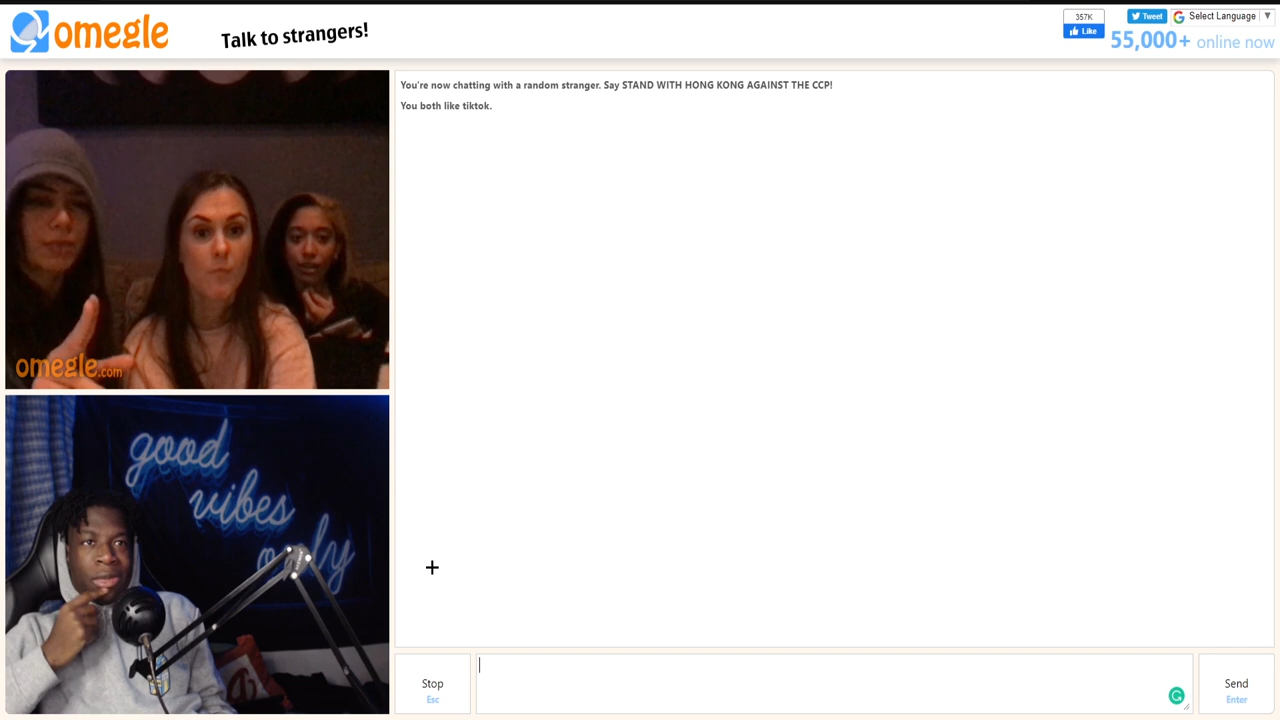 omegle
Talk to strangers!
357K
Like
Tweet
Select Language ▼
55,000+ online now
You're now chatting with a random stranger. Say STAND WITH HONG KONG AGAINST THE CCP!
You both like tiktok.
omegle.com
good
vibes
only
Stop
Esc
Send
Enter